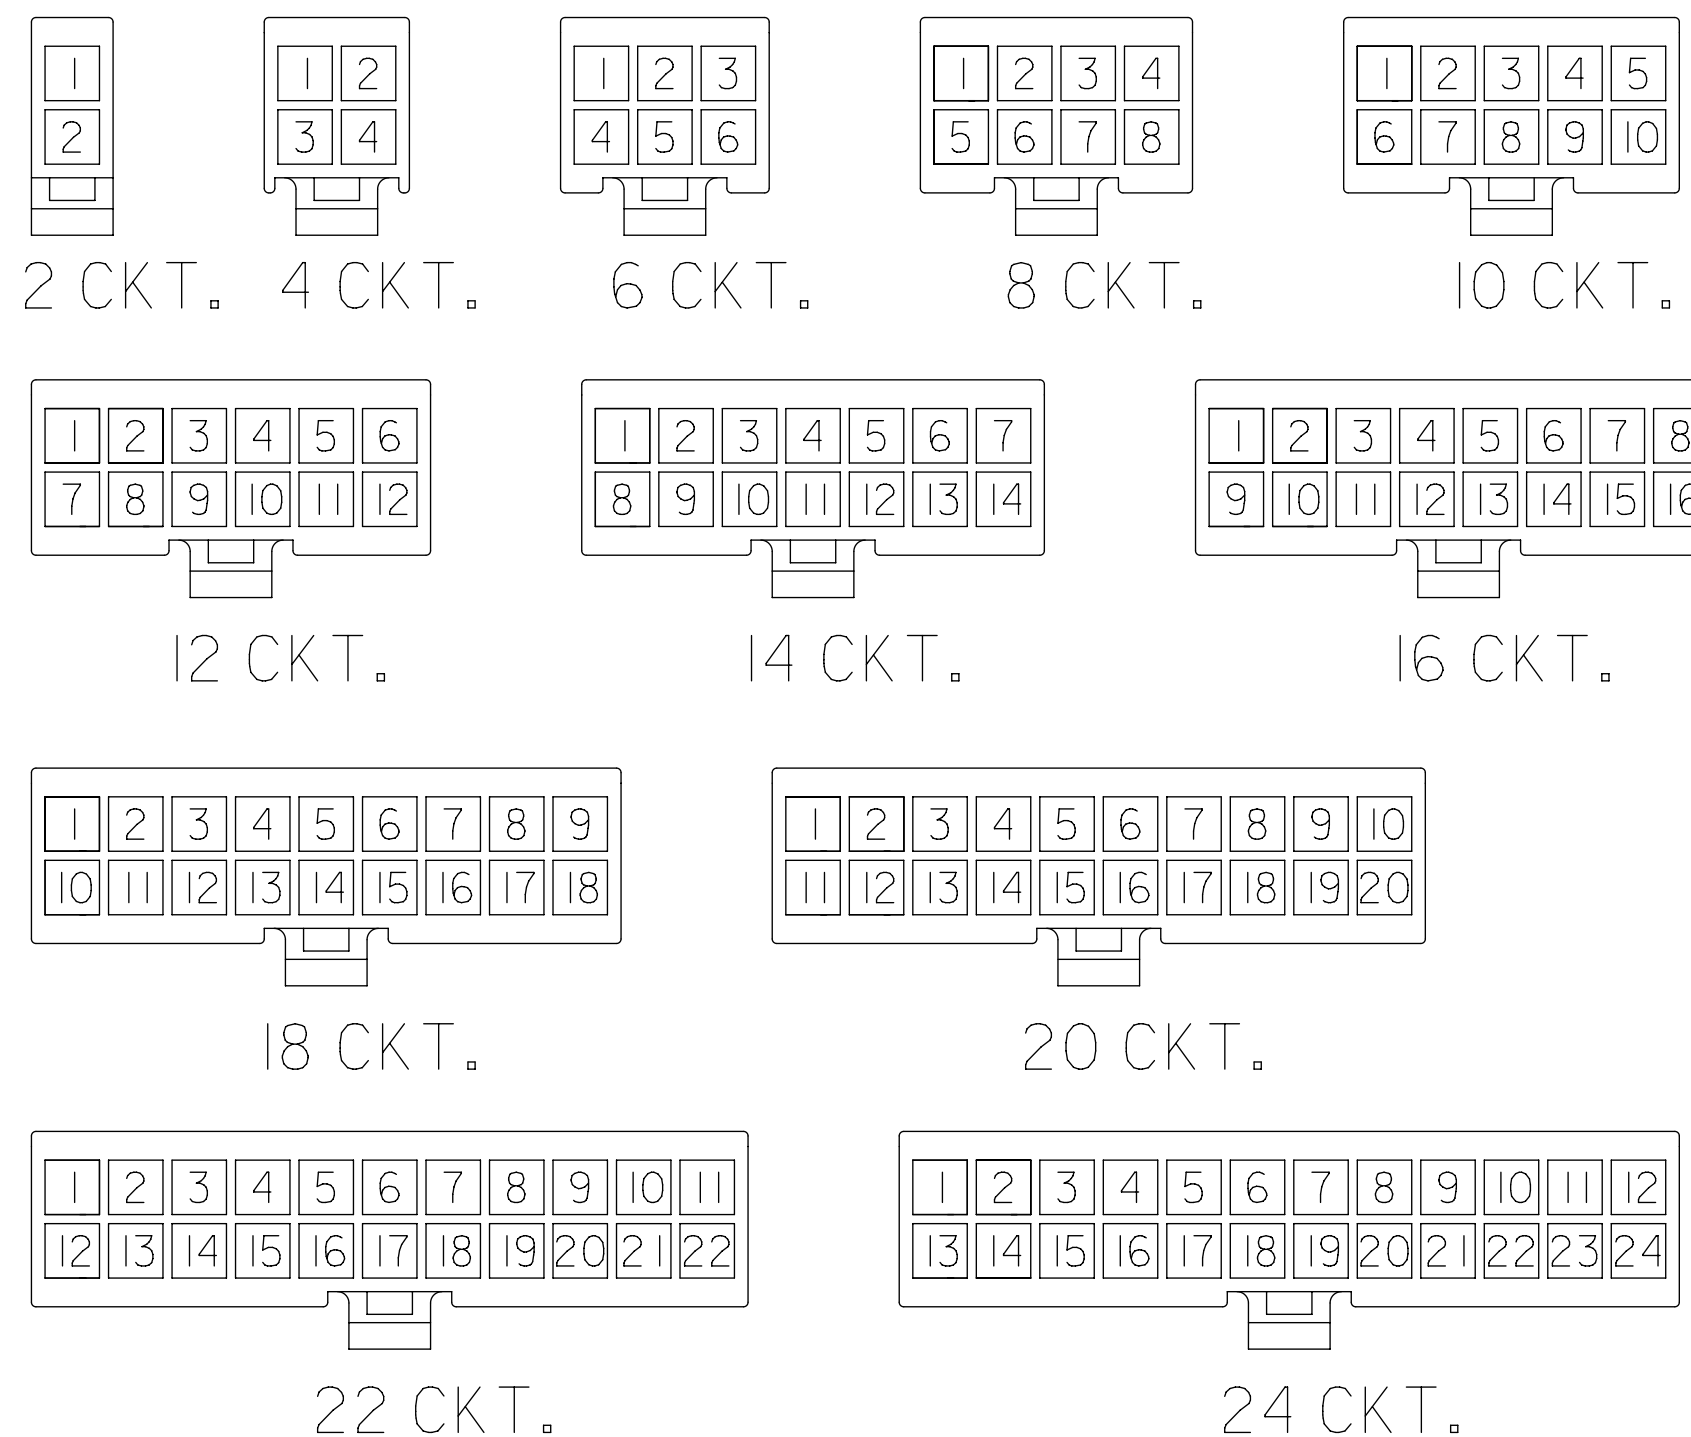 1 1 2 1 2 3 1 2 3 4 1 2 3 4 5
2 3 4 4 5 6 5 6 7 8 6 7 8 9 10
2 CKT. 4 CKT. 6 CKT. 8 CKT. 10 CKT.
1 2 3 4 5 6 1 2 3 4 5 6 7 1 2 3 4 5 6 7 8
7 8 9 10 11 12 8 9 10 11 12 13 14 9 10 11 12 13 14 15 16
12 CKT. 14 CKT. 16 CKT.
1 2 3 4 5 6 7 8 9 1 2 3 4 5 6 7 8 9 10
10 11 12 13 14 15 16 17 18 11 12 13 14 15 16 17 18 19 20
18 CKT. 20 CKT.
1 2 3 4 5 6 7 8 9 10 11 1 2 3 4 5 6 7 8 9 10 11 12
12 13 14 15 16 17 18 19 20 21 22 13 14 15 16 17 18 19 20 21 22 23 24
22 CKT. 24 CKT.